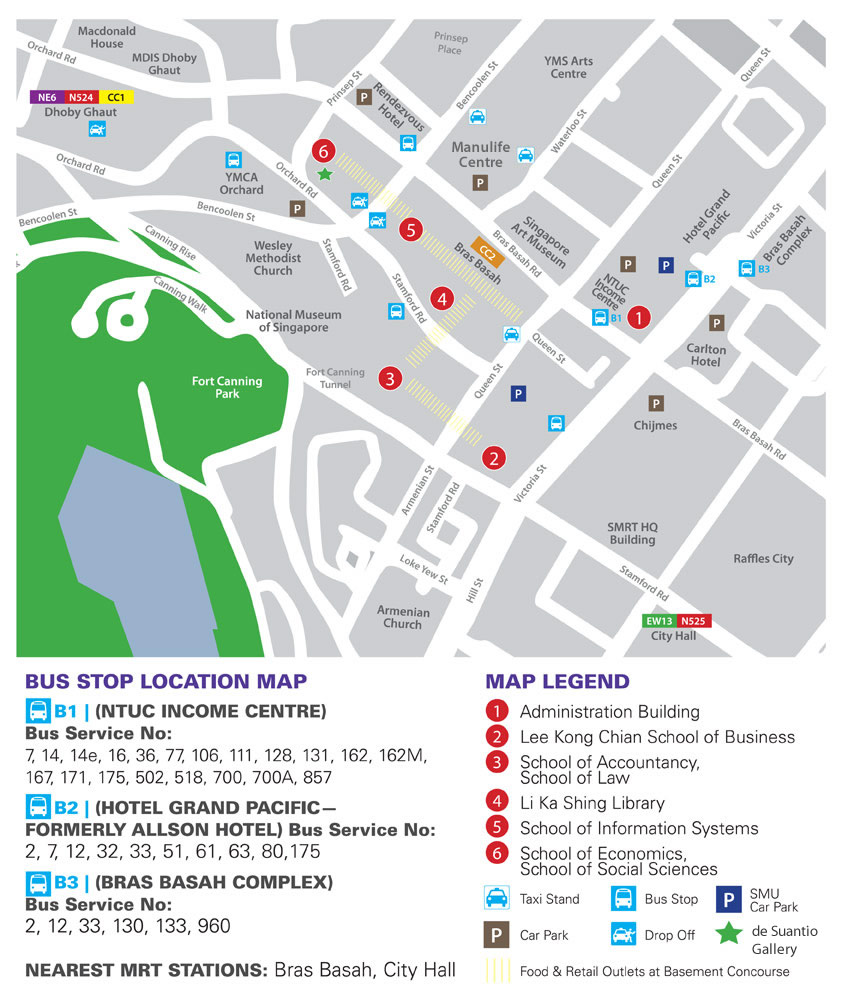 Macdonald
House
Orchard Rd
MDIS Dhoby
Ghaut
Prinsep
Place
YMS Arts
Centre
Queen St
NE6 N524 CC1
Dhoby Ghaut
Prinsep St
P
Rendezvous
Hotel
Bencoolen St
Waterloo St
Manulife
Centre
P
6
Orchard Rd
YMCA
Orchard
Orchard Rd
P
Queen St
Bencoolen St
Bencoolen St
Canning Rise
Wesley
Methodist
Church
Stamford Rd
5
CC2
Bras Basah
Bras Basah Rd
Singapore
Art Museum
Hotel Grand
Pacific
Victoria St
Bras Basah
Complex
P
P
B2
B3
NTUC
Income
Centre
B1
1
Canning Walk
National Museum
of Singapore
Stamford Rd
4
P
Carlton
Hotel
Queen St
Fort Canning
Tunnel
3
Fort Canning
Park
Queen St
P
P
Chijmes
Bras Basah Rd
2
Victoria St
Armenian St
Stamford Rd
SMRT HQ
Building
Raffles City
Loke Yew St
Hill St
Stamford Rd
Armenian
Church
EW13 N525
City Hall
BUS STOP LOCATION MAP
B1 | (NTUC INCOME CENTRE)
Bus Service No:
7, 14, 14e, 16, 36, 77, 106, 111, 128, 131, 162, 162M,
167, 171, 175, 502, 518, 700, 700A, 857
B2 | (HOTEL GRAND PACIFIC—
FORMERLY ALLSON HOTEL) Bus Service No:
2, 7, 12, 32, 33, 51, 61, 63, 80,175
B3 | (BRAS BASAH COMPLEX)
Bus Service No:
2, 12, 33, 130, 133, 960
NEAREST MRT STATIONS: Bras Basah, City Hall
MAP LEGEND
1 Administration Building
2 Lee Kong Chian School of Business
3 School of Accountancy,
School of Law
4 Li Ka Shing Library
5 School of Information Systems
6 School of Economics,
School of Social Sciences
Taxi Stand
Bus Stop
P SMU
Car Park
P Car Park
Drop Off
de Suantio
Gallery
Food & Retail Outlets at Basement Concourse